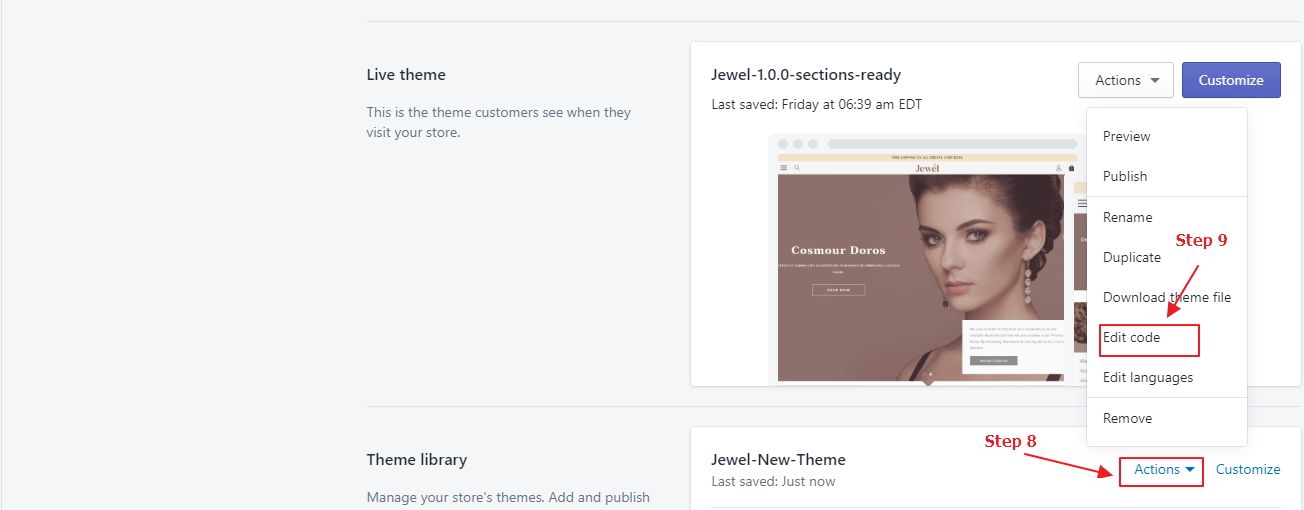 Live theme
This is the theme customers see when they
visit your store.
Jewel-1.0.0-sections-ready
Last saved: Friday at 06:39 am EDT
Actions
Customize
FREE SHIPPING ON ALL ORDERS OVER $100
Jewél
Cosmour Doros
SHOP NOW
Preview
Publish
Rename
Duplicate
Download theme file
Edit code
Edit languages
Remove
Step 9
Theme library
Manage your store's themes. Add and publish
Jewel-New-Theme
Last saved: Just now
Step 8
Actions
Customize